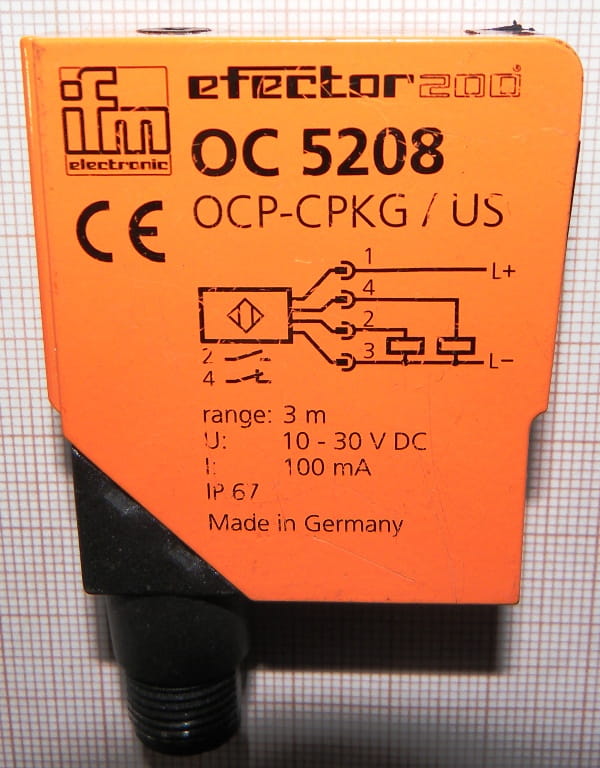 ifm
electronic
efector200®
OC 5208
OCP-CPKG / US
CE
1
L+
4
2
3
L–
2
4
range: 3 m
U: 10 - 30 V DC
I: 100 mA
IP 67
Made in Germany